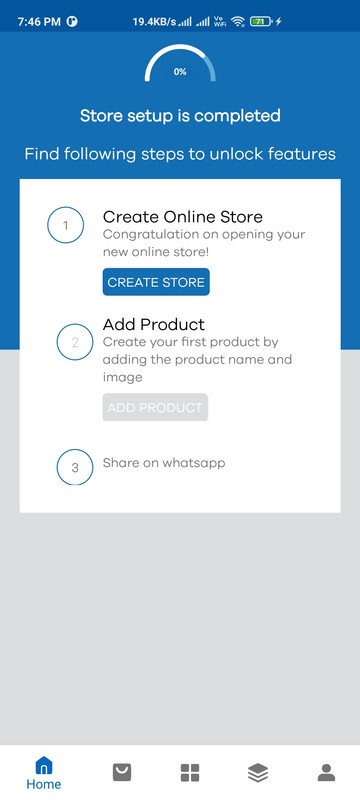 7:46 PM 19.4KB/s Vo WiFi 71
0%
Store setup is completed
Find following steps to unlock features
1
Create Online Store
Congratulation on opening your
new online store!
CREATE STORE
2
Add Product
Create your first product by
adding the product name and
image
ADD PRODUCT
3
Share on whatsapp
Home